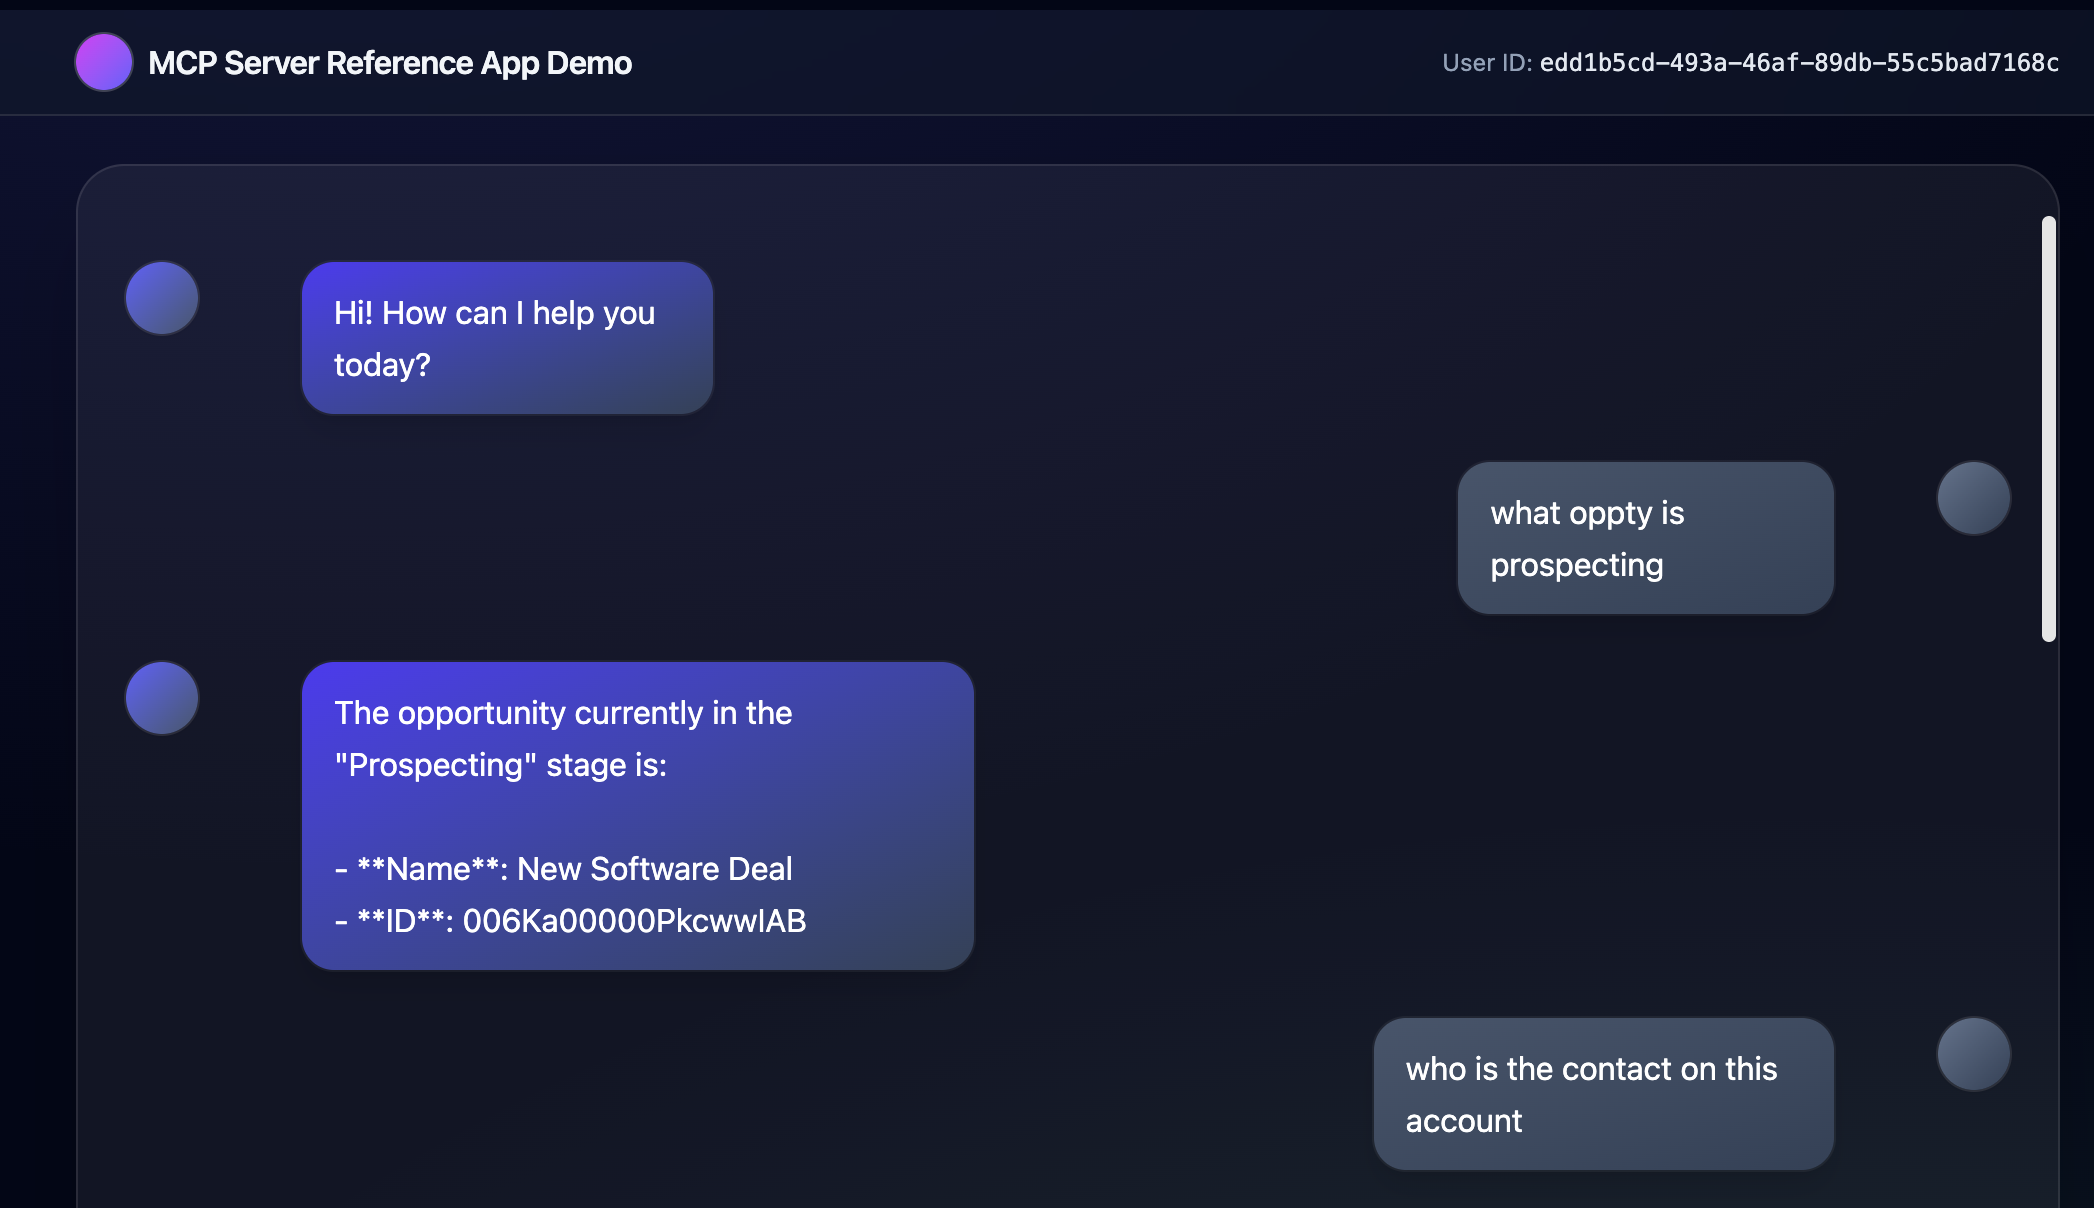 MCP Server Reference App Demo
User ID: edd1b5cd-493a-46af-89db-55c5bad7168c
Hi! How can I help you
today?
what oppty is
prospecting
The opportunity currently in the
"Prospecting" stage is:
- **Name**: New Software Deal
- **ID**: 006Ka00000PkcwwIAB
who is the contact on this
account